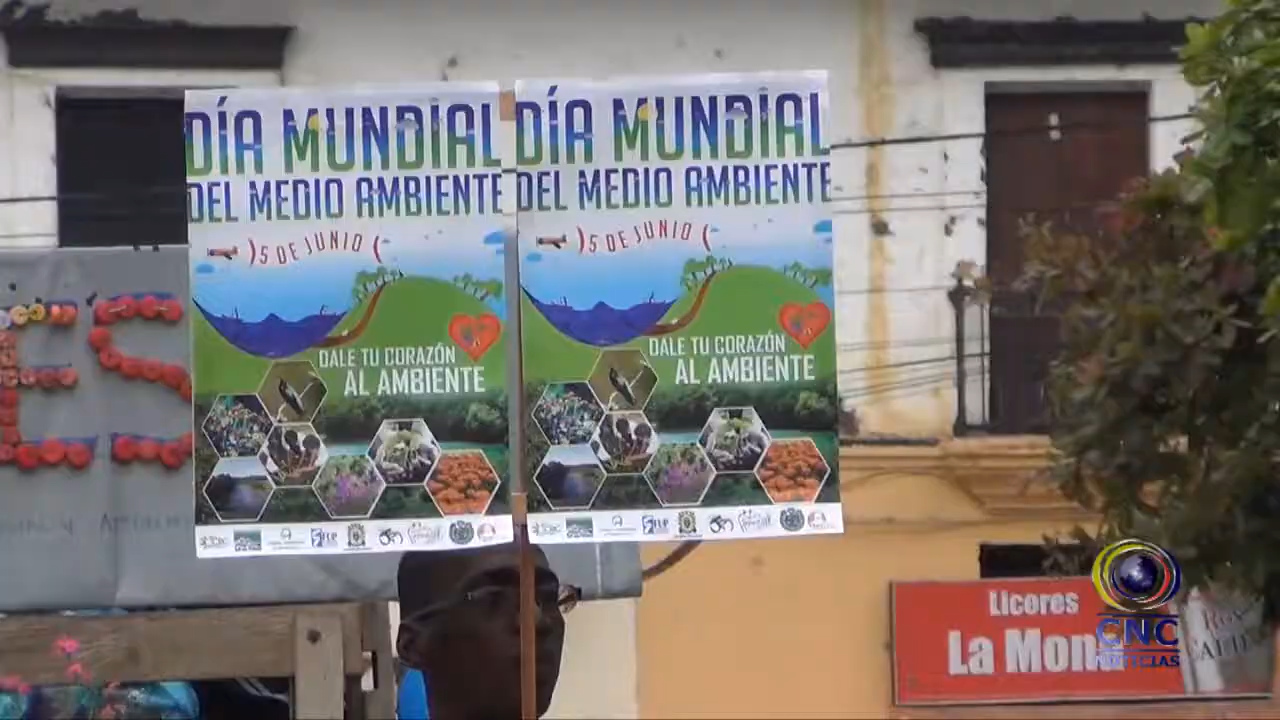 DÍA MUNDIAL
DEL MEDIO AMBIENTE
5 DE JUNIO
DALE TU CORAZÓN
AL AMBIENTE
DÍA MUNDIAL
DEL MEDIO AMBIENTE
5 DE JUNIO
DALE TU CORAZÓN
AL AMBIENTE
ES
Licores
La Mon
CNC
NOTICIAS